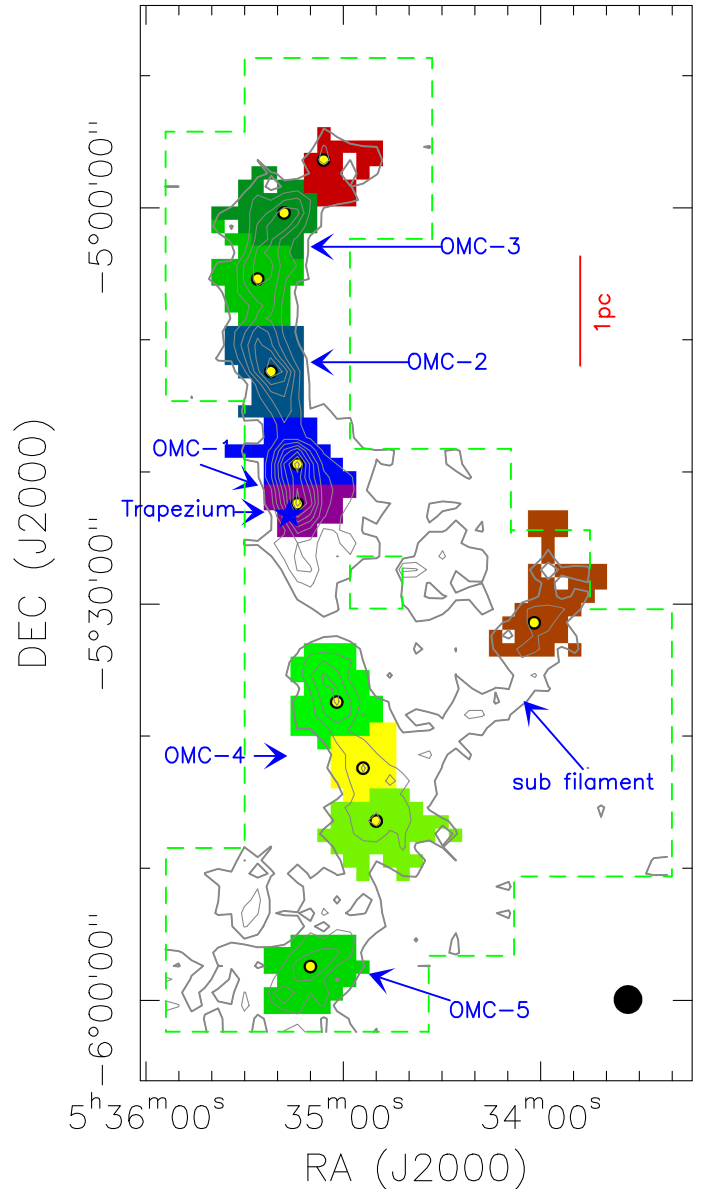 −5°00'00"
OMC-3
1pc
OMC-2
OMC-1
Trapezium
DEC (J2000)
−5°30'00"
OMC-4
sub filament
−6°00'00"
OMC-5
5h36m00s
35m00s
34m00s
RA (J2000)